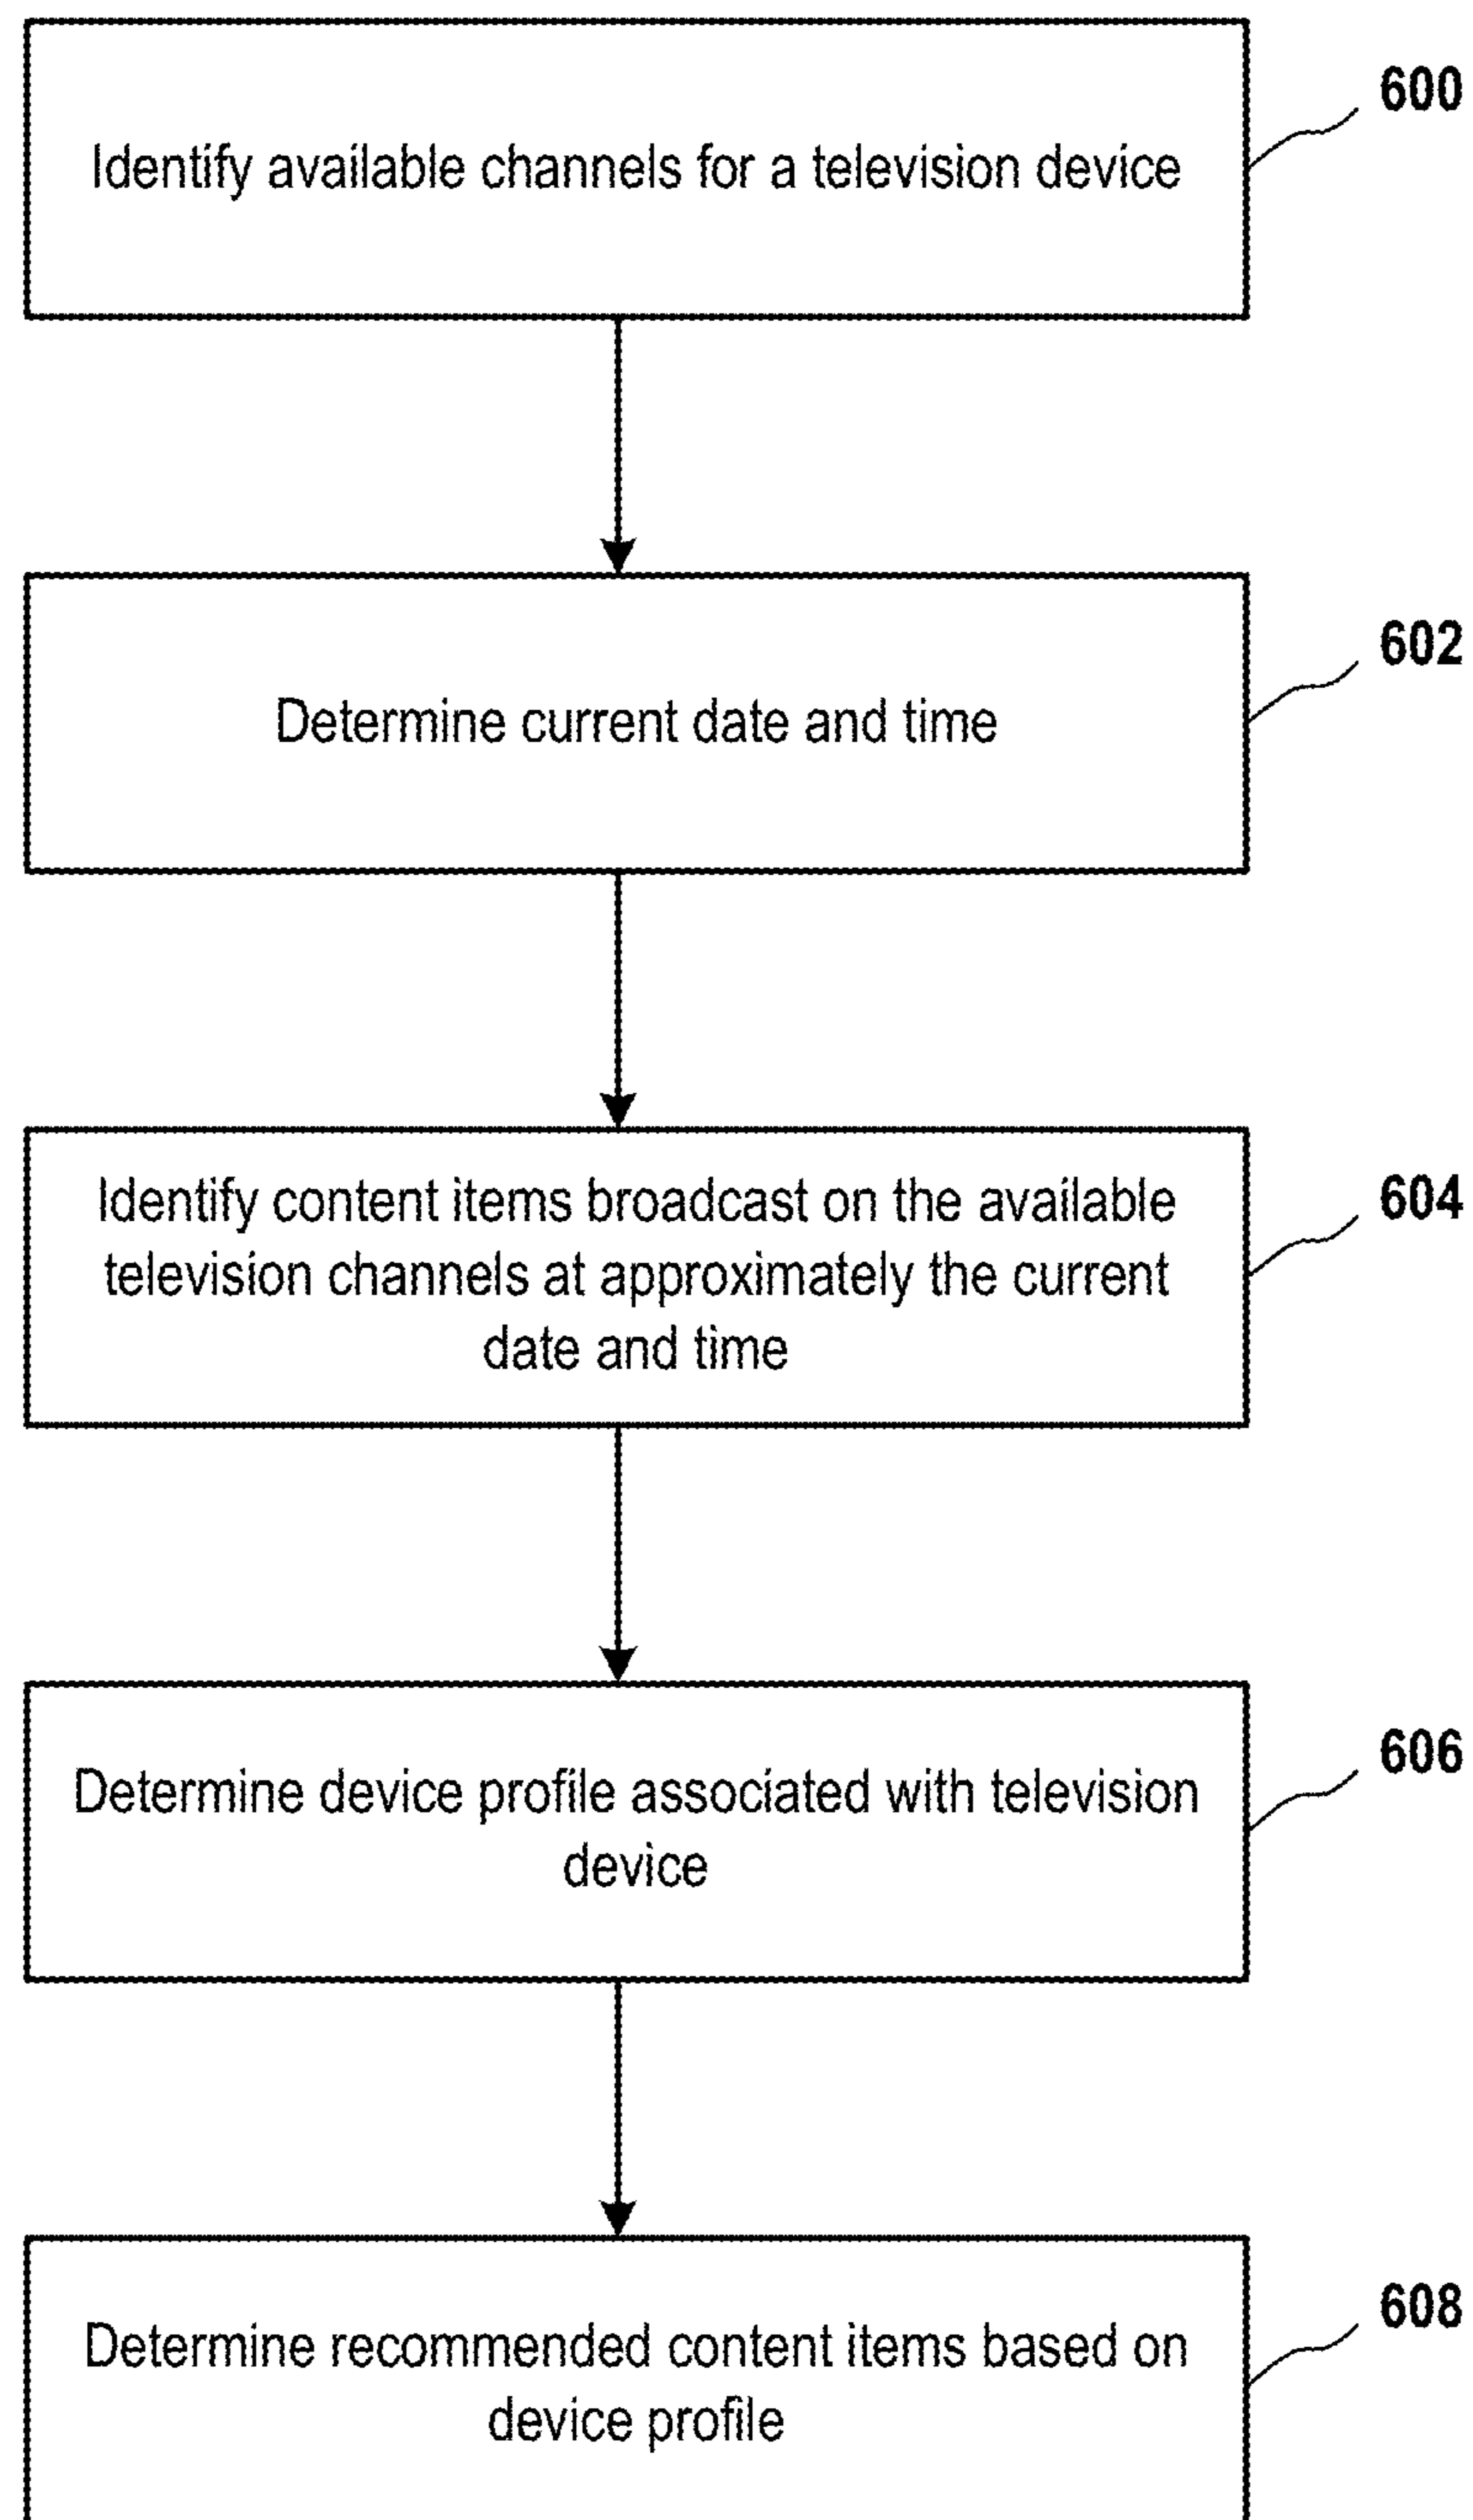 600
Identify available channels for a television device
602
Determine current date and time
604
Identify content items broadcast on the available
television channels at approximately the current
date and time
606
Determine device profile associated with television
device
608
Determine recommended content items based on
device profile